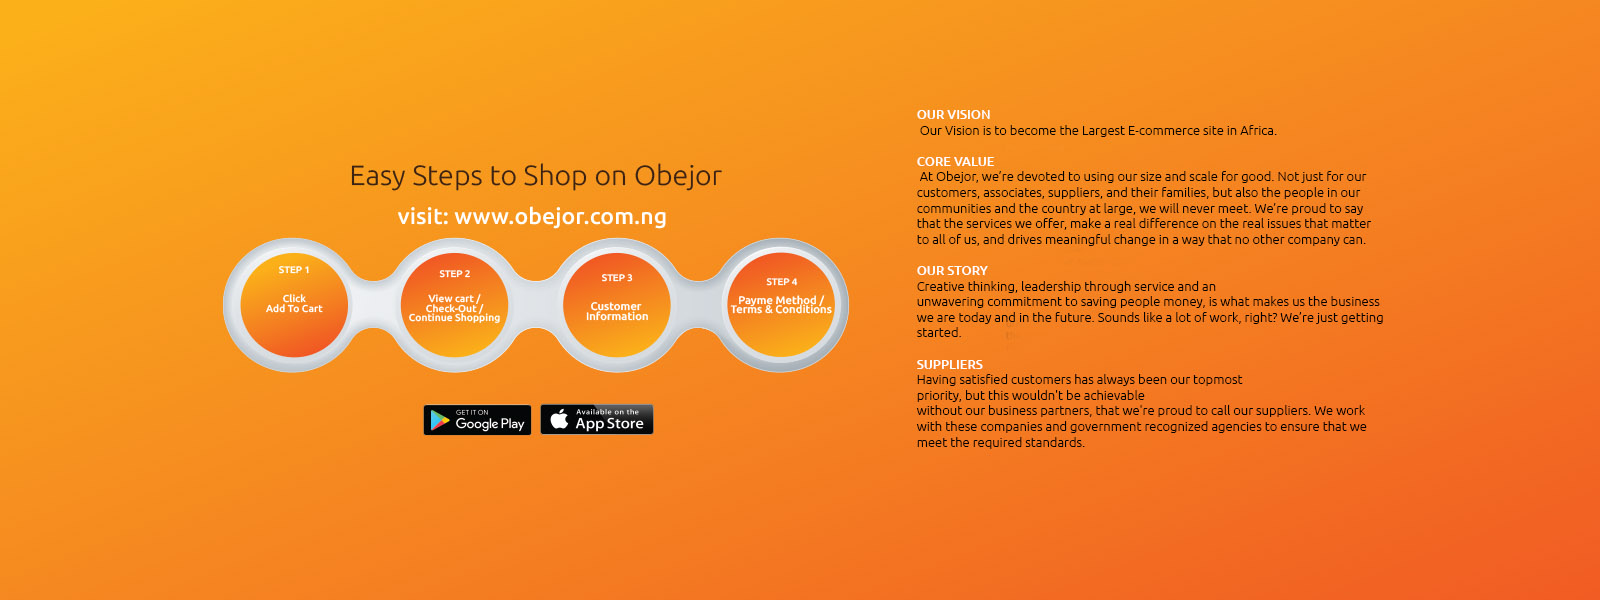 Easy Steps to Shop on Obejor
visit: www.obejor.com.ng
STEP 1
Click
Add To Cart
STEP 2
View cart /
Check-Out /
Continue Shopping
STEP 3
Customer
Information
STEP 4
Payme Method /
Terms & Conditions
GET IT ON
Google Play
Available on the
App Store
OUR VISION
Our Vision is to become the Largest E-commerce site in Africa.
CORE VALUE
At Obejor, we're devoted to using our size and scale for good. Not just for our
customers, associates, suppliers, and their families, but also the people in our
communities and the country at large, we will never meet. We're proud to say
that the services we offer, make a real difference on the real issues that matter
to all of us, and drives meaningful change in a way that no other company can.
OUR STORY
Creative thinking, leadership through service and an
unwavering commitment to saving people money, is what makes us the business
we are today and in the future. Sounds like a lot of work, right? We're just getting
started.
SUPPLIERS
Having satisfied customers has always been our topmost
priority, but this wouldn't be achievable
without our business partners, that we're proud to call our suppliers. We work
with these companies and government recognized agencies to ensure that we
meet the required standards.